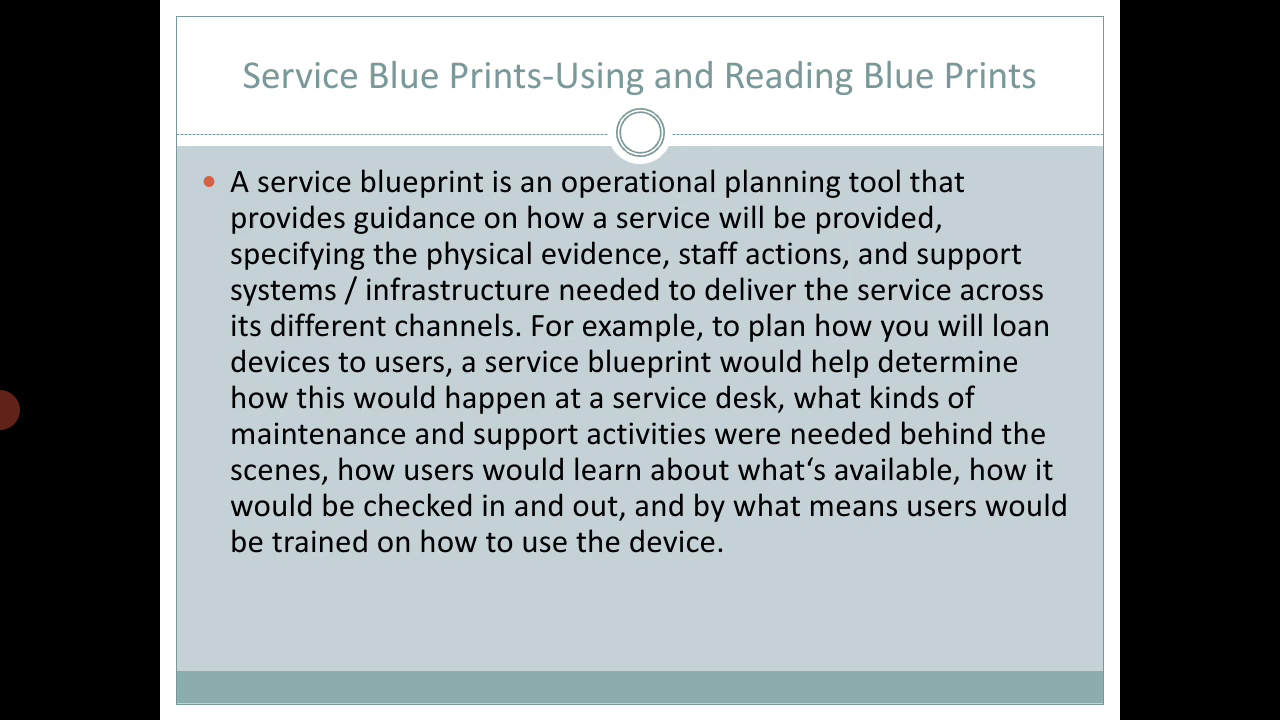 Service Blue Prints-Using and Reading Blue Prints
A service blueprint is an operational planning tool that
provides guidance on how a service will be provided,
specifying the physical evidence, staff actions, and support
systems / infrastructure needed to deliver the service across
its different channels. For example, to plan how you will loan
devices to users, a service blueprint would help determine
how this would happen at a service desk, what kinds of
maintenance and support activities were needed behind the
scenes, how users would learn about what‘s available, how it
would be checked in and out, and by what means users would
be trained on how to use the device.